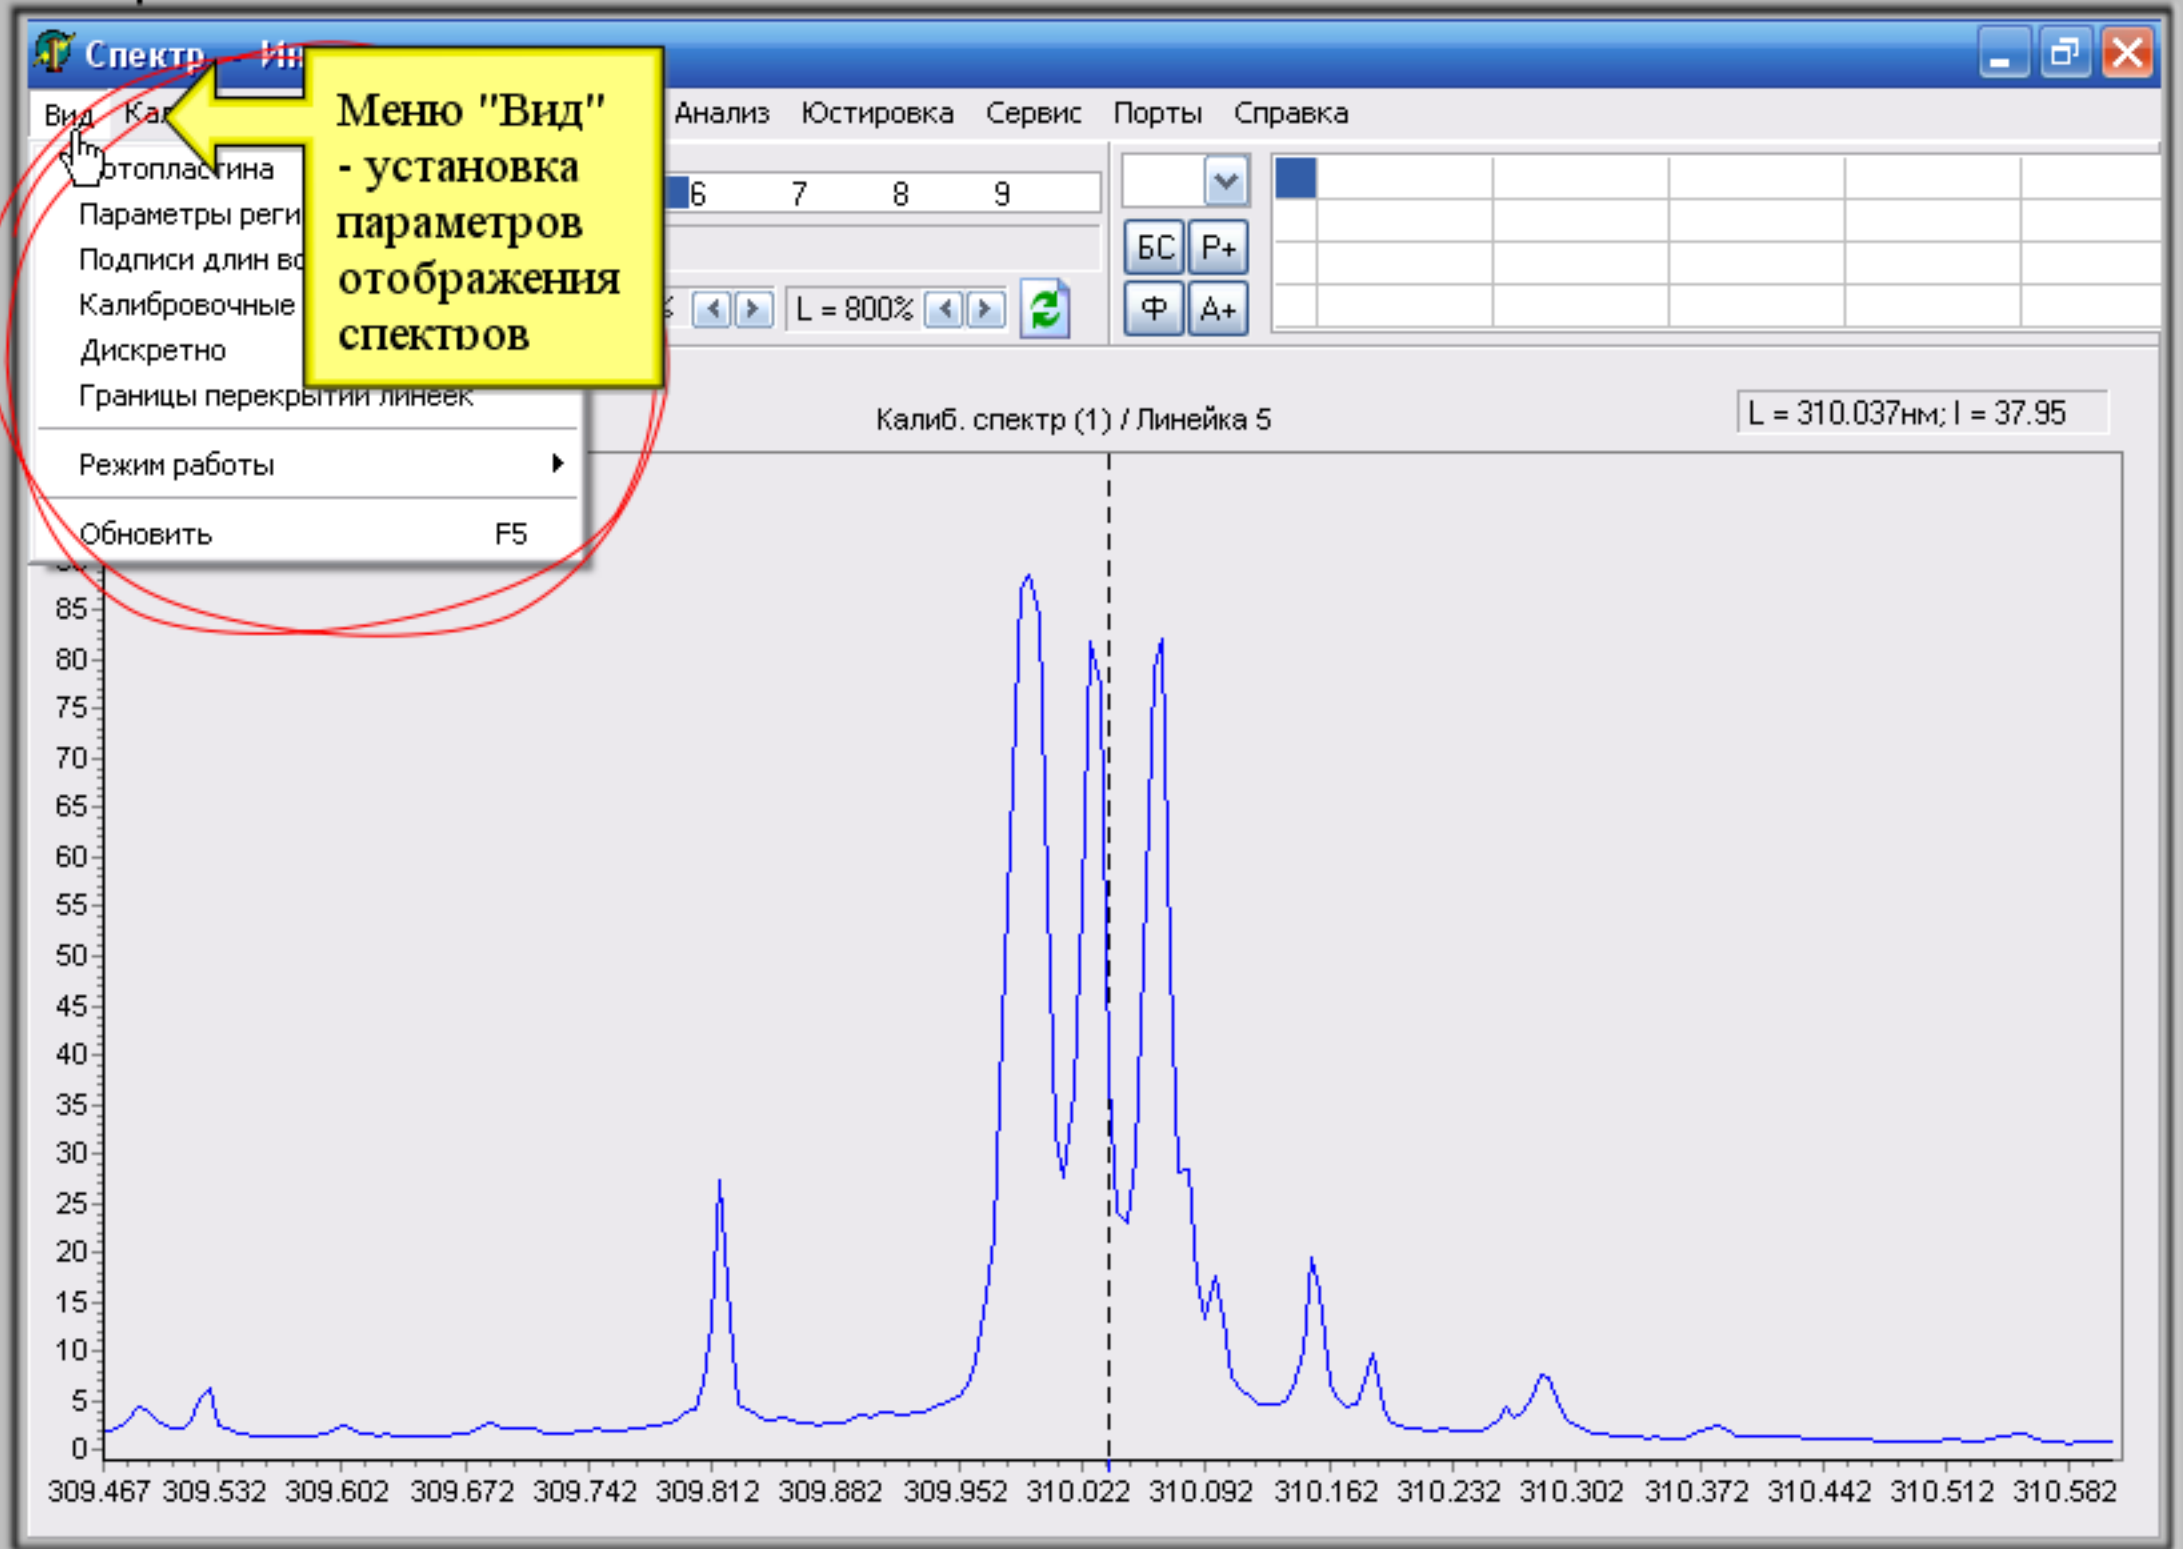 Спектр -
Вид
Анализ Юстировка Сервис Порты Справка
Меню "Вид"
- установка
параметров
отображения
спектров
Параметры
Подписи длин
Калибровочные
Дискретно
Границы перекрытий линеек
Режим работы
Обновить F5
6 7 8 9
L = 800%
БС Р+
Ф А+
Калиб. спектр (1) / Линейка 5
L = 310.037нм; I = 37.95
85
80
75
70
65
60
55
50
45
40
35
30
25
20
15
10
5
0
309.467 309.532 309.602 309.672 309.742 309.812 309.882 309.952 310.022 310.092 310.162 310.232 310.302 310.372 310.442 310.512 310.582